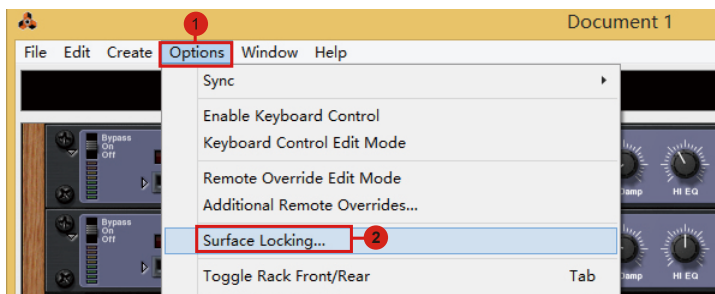 Document 1
1
File Edit Create Options Window Help
Sync
Enable Keyboard Control
Keyboard Control Edit Mode
Remote Override Edit Mode
Additional Remote Overrides...
Surface Locking... 2
Toggle Rack Front/Rear Tab
Bypass
On
Off
Damp HI EQ
Bypass
On
Off
Damp HI EQ